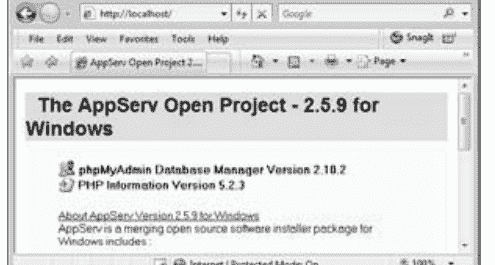 http://localhost/
Google
File Edit View Favorites Tools Help
SnagIt
AppServ Open Project 2....
Page
The AppServ Open Project - 2.5.9 for
Windows
phpMyAdmin Database Manager Version 2.10.2
PHP Information Version 5.2.3
About AppServ Version 2.5.9 for Windows
AppServ is a merging open source software installer package for
Windows includes :
Internet | Protected Mode: On
100%